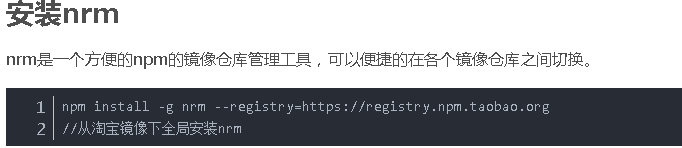 安装nrm
nrm是一个方便的npm的镜像仓库管理工具，可以便捷的在各个镜像仓库之间切换。
1 npm install -g nrm --registry=https://registry.npm.taobao.org
2 //从淘宝镜像下全局安装nrm